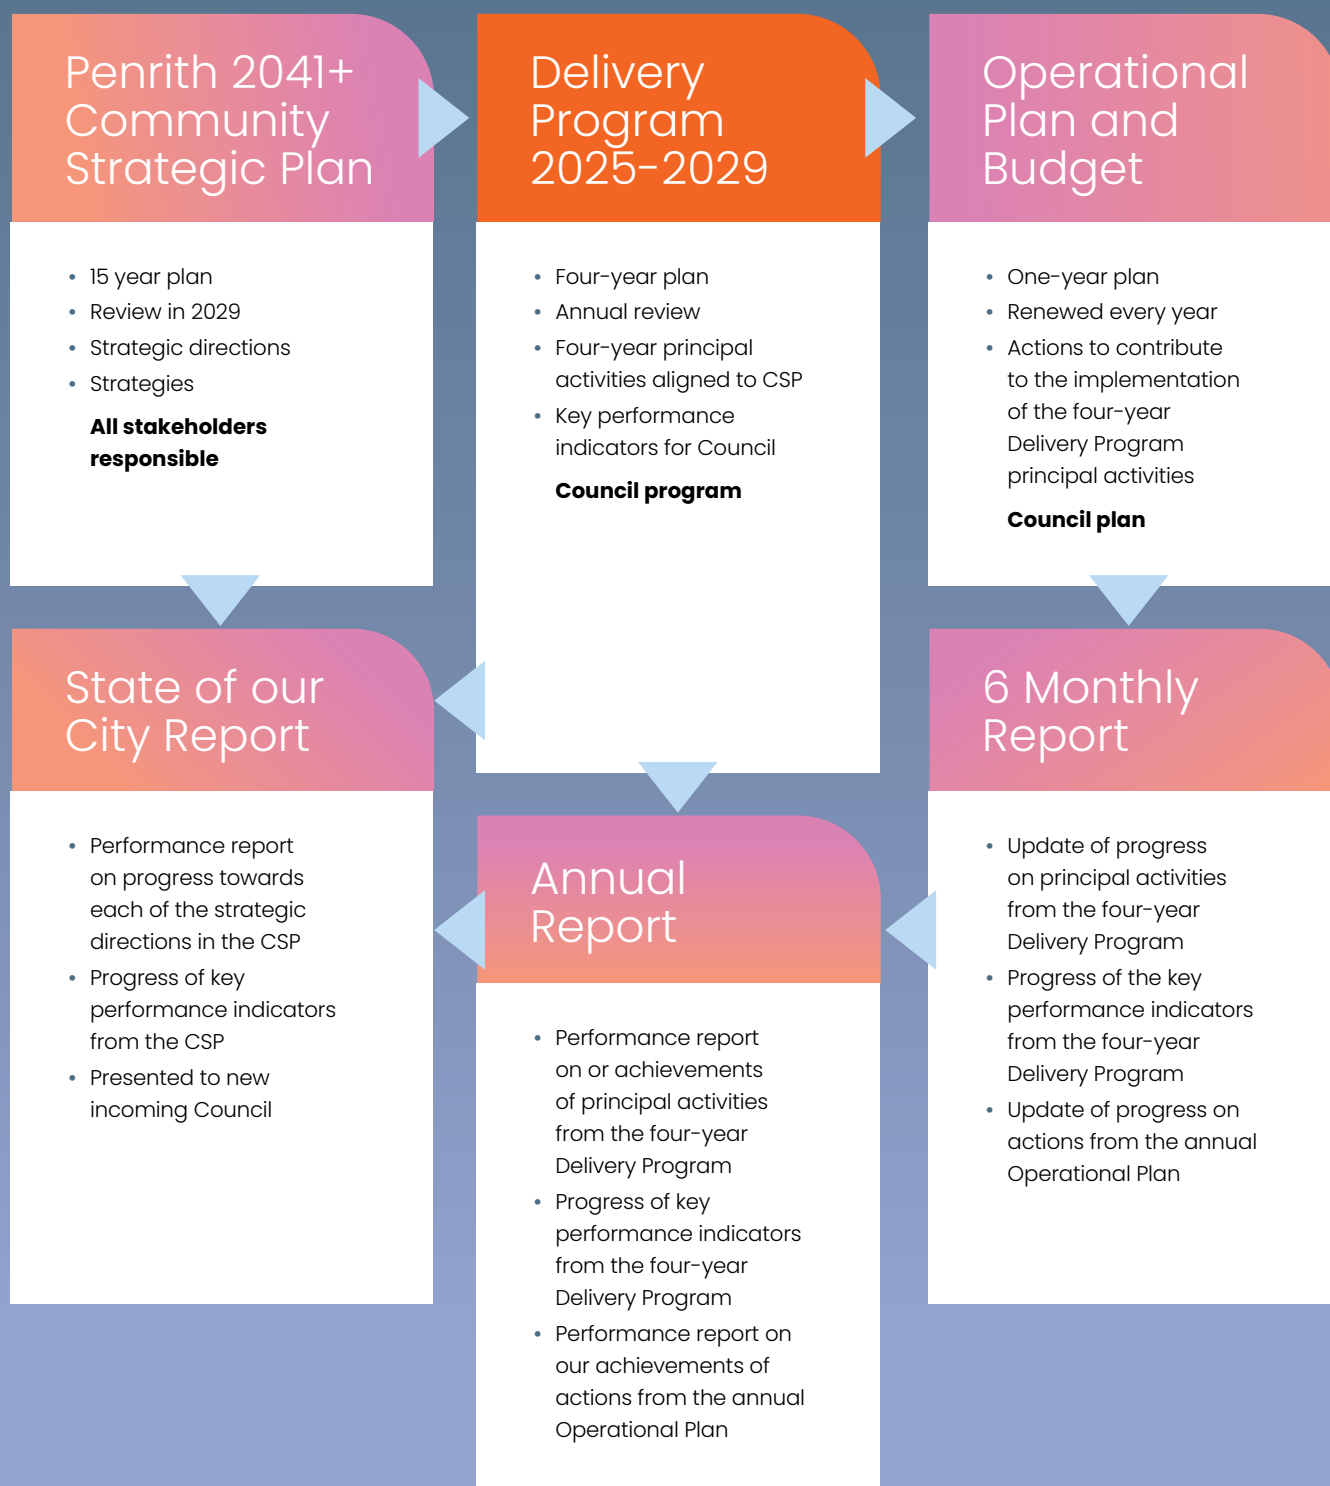 Penrith 2041+
Community
Strategic Plan
• 15 year plan
• Review in 2029
• Strategic directions
• Strategies
All stakeholders
responsible
Delivery
Program
2025-2029
• Four-year plan
• Annual review
• Four-year principal
activities aligned to CSP
• Key performance
indicators for Council
Council program
Operational
Plan and
Budget
• One-year plan
• Renewed every year
• Actions to contribute
to the implementation
of the four-year
Delivery Program
principal activities
Council plan
State of our
City Report
• Performance report
on progress towards
each of the strategic
directions in the CSP
• Progress of key
performance indicators
from the CSP
• Presented to new
incoming Council
Annual
Report
• Performance report
on or achievements
of principal activities
from the four-year
Delivery Program
• Progress of key
performance indicators
from the four-year
Delivery Program
• Performance report on
our achievements of
actions from the annual
Operational Plan
6 Monthly
Report
• Update of progress
on principal activities
from the four-year
Delivery Program
• Progress of the key
performance indicators
from the four-year
Delivery Program
• Update of progress on
actions from the annual
Operational Plan